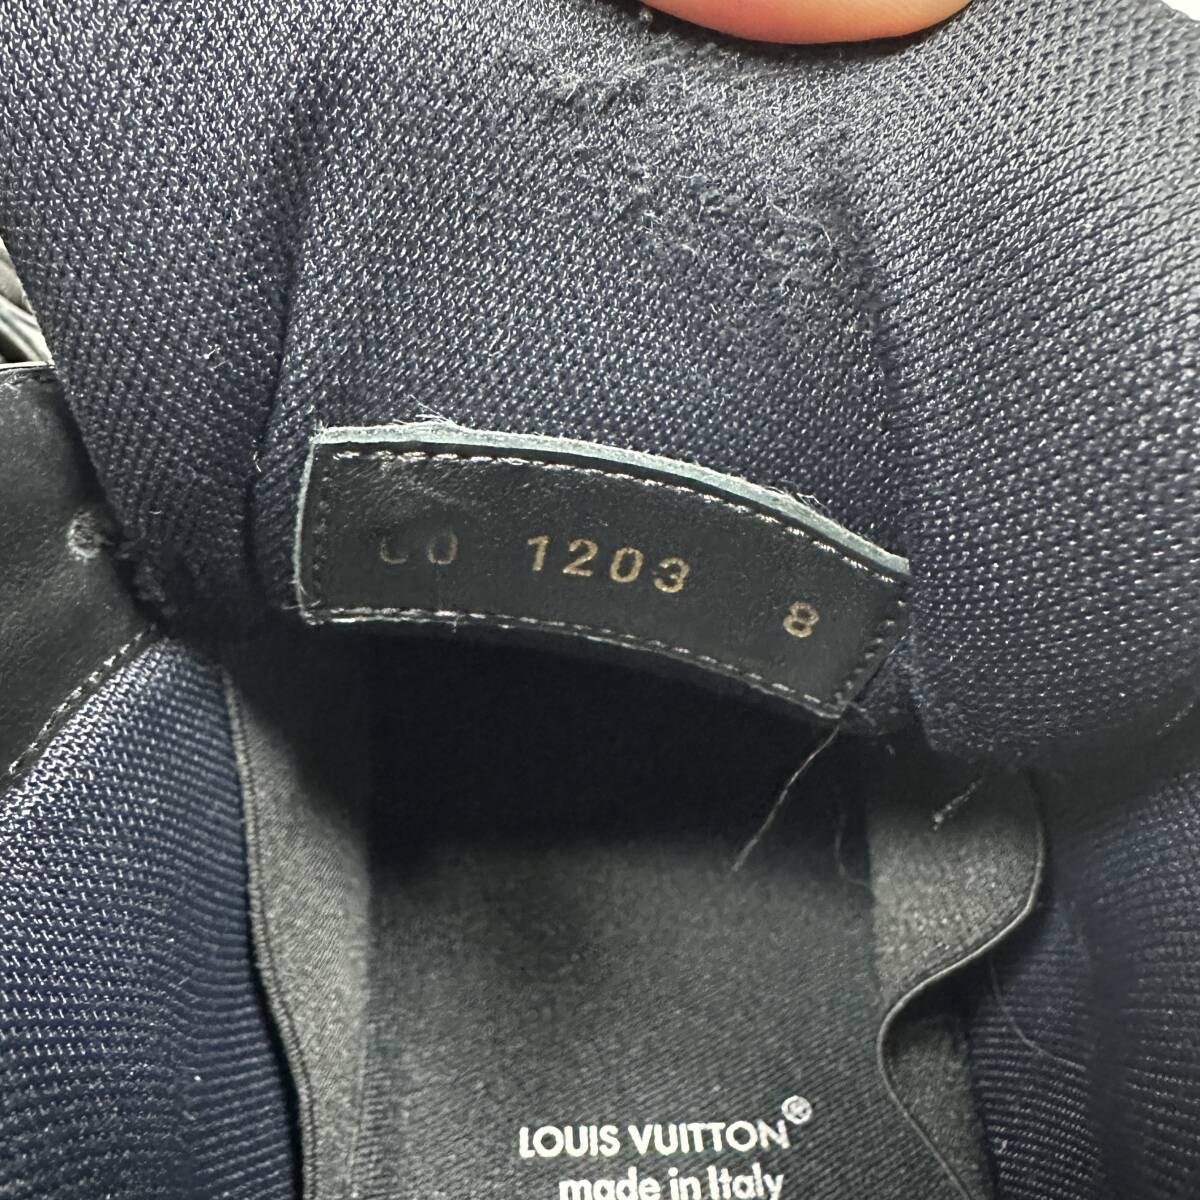 1203 8
LOUIS VUITTON®
made in Italy